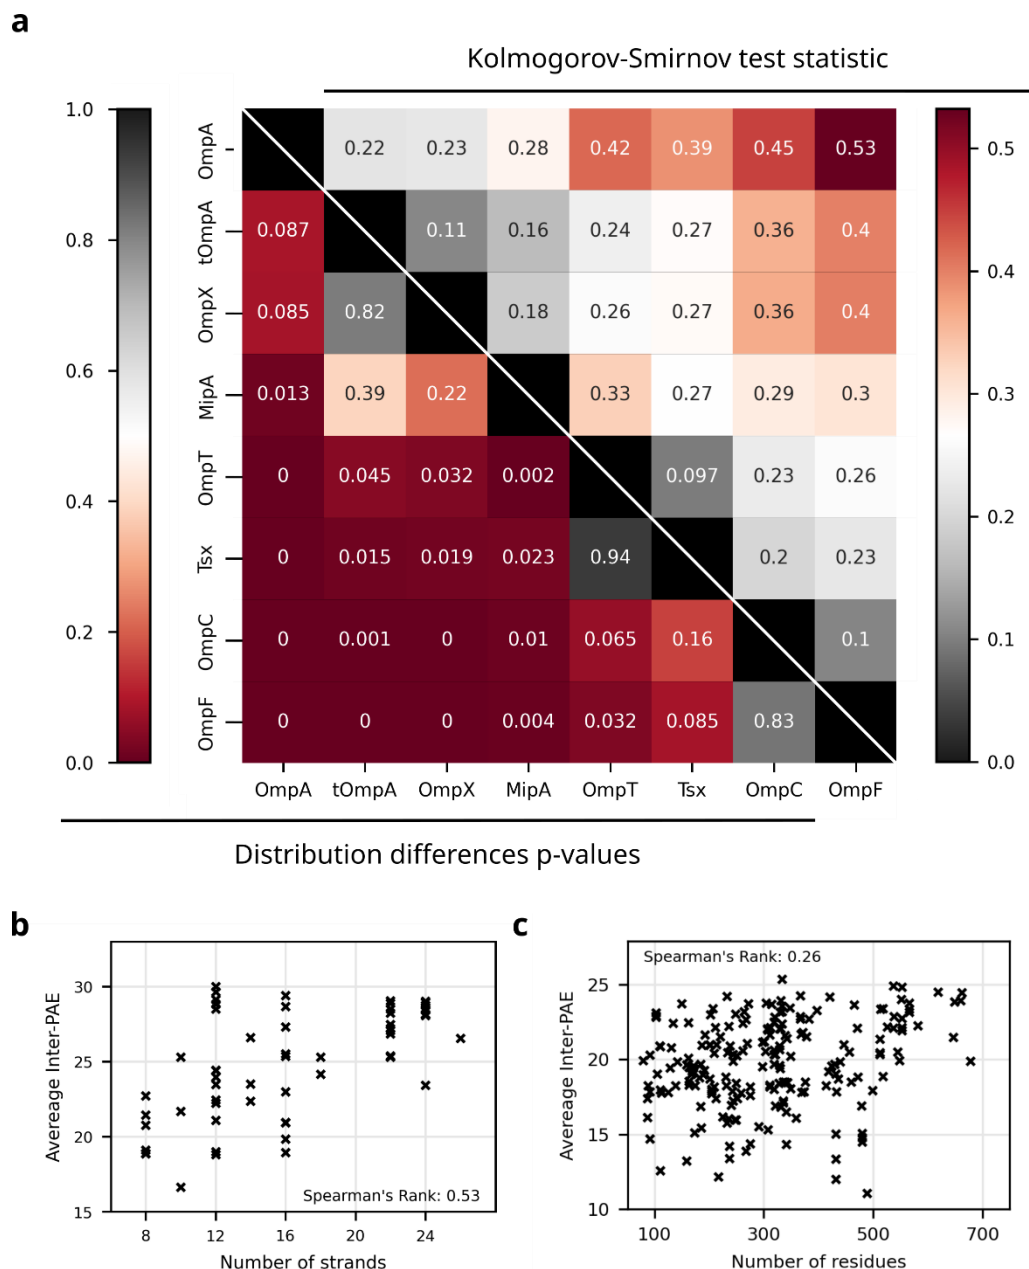 a
Kolmogorov-Smirnov test statistic
1.0
0.8
0.6
0.4
0.2
0.0
OmpA 0.22 0.23 0.28 0.42 0.39 0.45 0.53
tOmpA 0.087 0.11 0.16 0.24 0.27 0.36 0.4
OmpX 0.085 0.82 0.18 0.26 0.27 0.36 0.4
MipA 0.013 0.39 0.22 0.33 0.27 0.29 0.3
OmpT 0 0.045 0.032 0.002 0.097 0.23 0.26
Tsx 0 0.015 0.019 0.023 0.94 0.2 0.23
OmpC 0 0.001 0 0.01 0.065 0.16 0.1
OmpF 0 0 0 0.004 0.032 0.085 0.83
0.5
0.4
0.3
0.2
0.1
0.0
OmpA tOmpA OmpX MipA OmpT Tsx OmpC OmpF
Distribution differences p-values
b
Avereage Inter-PAE
30
25
20
15
Spearman's Rank: 0.53
8 12 16 20 24
Number of strands
c
Avereage Inter-PAE
Spearman's Rank: 0.26
25
20
15
10
100 300 500 700
Number of residues